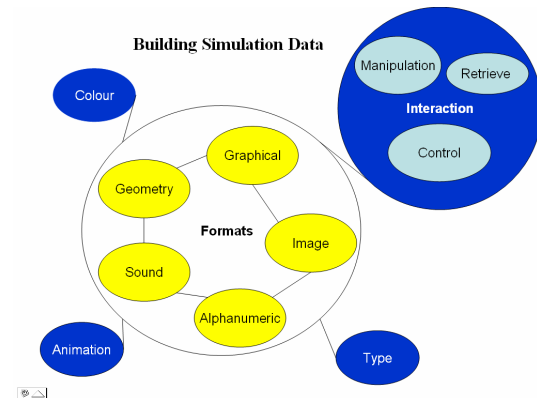 Building Simulation Data
Manipulation
Retrieve
Interaction
Control
Colour
Graphical
Geometry
Formats
Image
Sound
Alphanumeric
Animation
Type